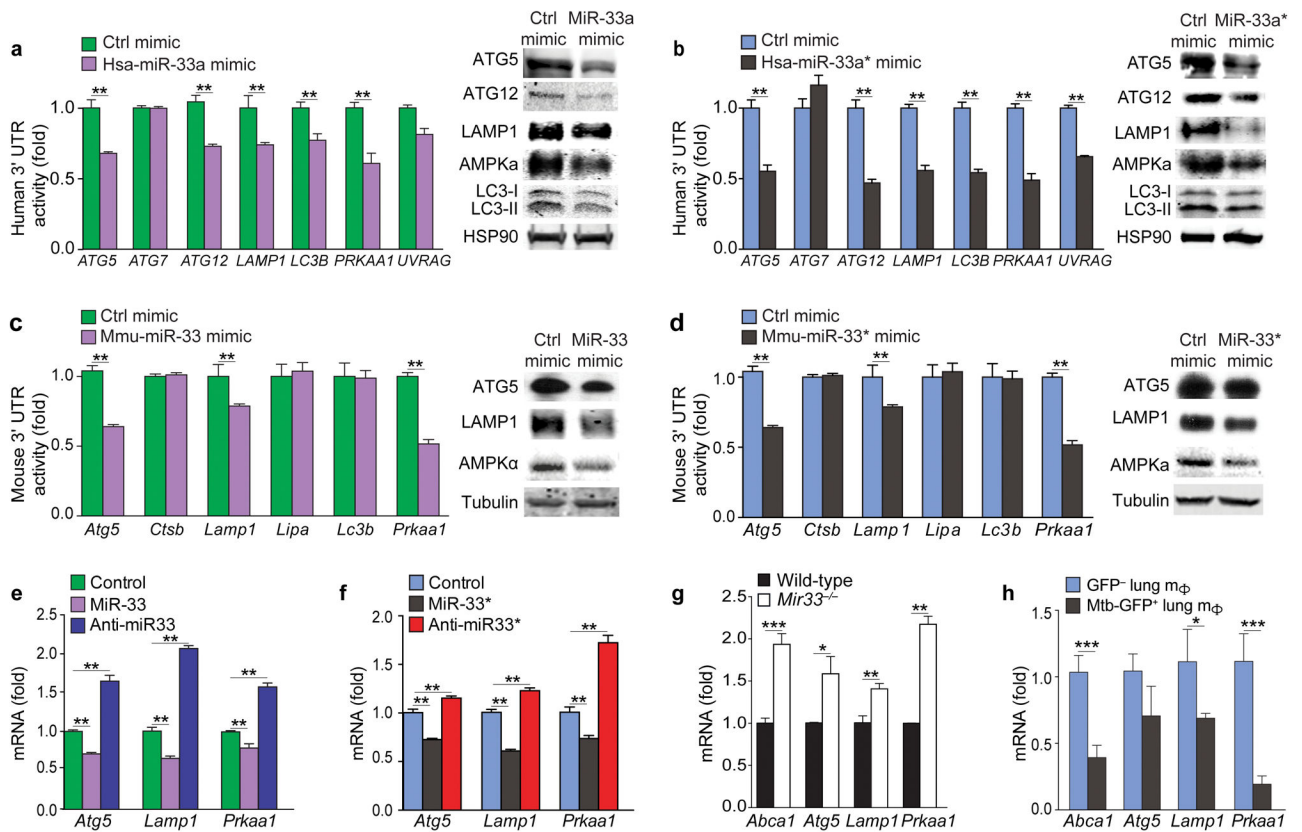 a
Ctrl mimic
Hsa-miR-33a mimic
Human 3' UTR
activity (fold)
1.0
0.5
0.0
** ** ** ** **
ATG5 ATG7 ATG12 LAMP1 LC3B PRKAA1 UVRAG
Ctrl MiR-33a
mimic mimic
ATG5
ATG12
LAMP1
AMPKa
LC3-I
LC3-II
HSP90
b
Ctrl mimic
Hsa-miR-33a* mimic
Human 3' UTR
activity (fold)
1.0
0.5
0.0
** ** ** ** ** **
ATG5 ATG7 ATG12 LAMP1 LC3B PRKAA1 UVRAG
Ctrl MiR-33a*
mimic mimic
ATG5
ATG12
LAMP1
AMPKa
LC3-I
LC3-II
HSP90
c
Ctrl mimic
Mmu-miR-33 mimic
Mouse 3' UTR
activity (fold)
1.0
0.5
0.0
** ** **
Atg5 Ctsb Lamp1 Lipa Lc3b Prkaa1
Ctrl MiR-33
mimic mimic
ATG5
LAMP1
AMPKα
Tubulin
d
Ctrl mimic
Mmu-miR-33* mimic
Mouse 3' UTR
activity (fold)
1.0
0.5
0.0
** ** **
Atg5 Ctsb Lamp1 Lipa Lc3b Prkaa1
Ctrl MiR-33*
mimic mimic
ATG5
LAMP1
AMPKa
Tubulin
e
Control
MiR-33
Anti-miR33
mRNA (fold)
2.5
2.0
1.5
1.0
0.5
0.0
** ** **
** ** **
Atg5 Lamp1 Prkaa1
f
Control
MiR-33*
Anti-miR33*
mRNA (fold)
2.0
1.5
1.0
0.5
0.0
** ** **
** ** **
Atg5 Lamp1 Prkaa1
g
Wild-type
Mir33–/–
mRNA (fold)
2.5
2.0
1.5
1.0
0.5
0.0
*** * ** **
Abca1 Atg5 Lamp1 Prkaa1
h
GFP– lung mΦ
Mtb-GFP+ lung mΦ
mRNA (fold)
1.5
1.0
0.5
0.0
*** * ***
Abca1 Atg5 Lamp1 Prkaa1